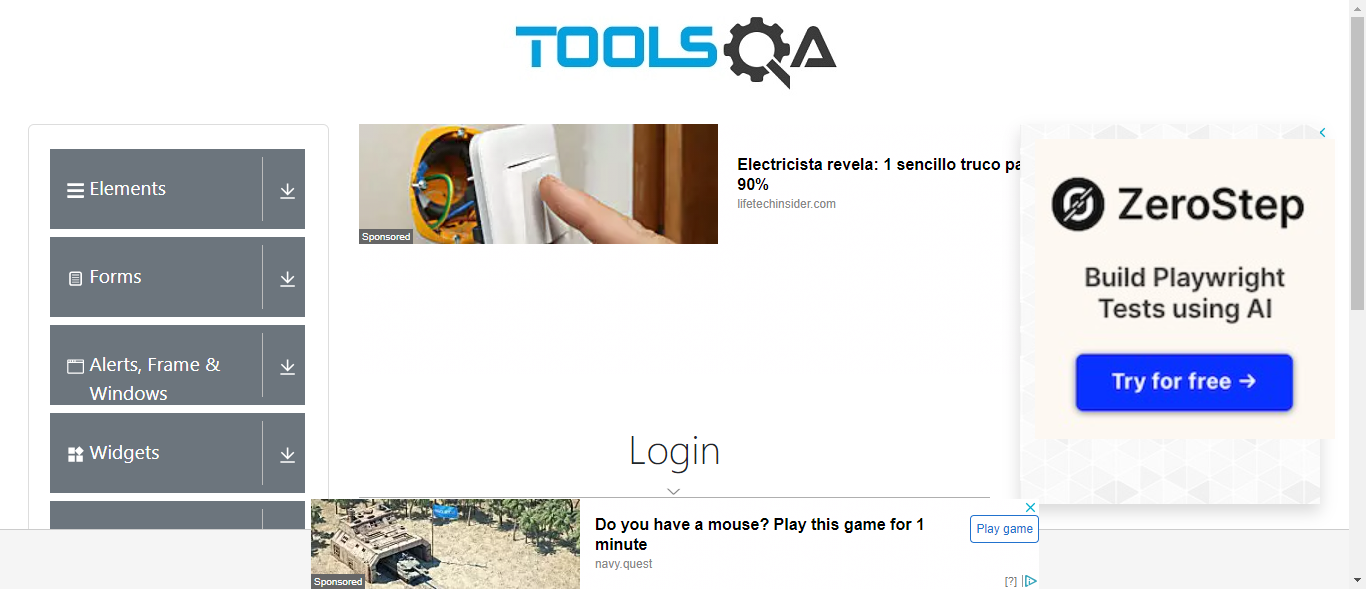 TOOLSQA
Elements
Forms
Alerts, Frame &
Windows
Widgets
Sponsored
Electricista revela: 1 sencillo truco
90%
lifetechinsider.com
ZeroStep
Build Playwright
Tests using AI
Try for free →
Login
Sponsored
Do you have a mouse? Play this game for 1
minute
navy.quest
Play game
[?]